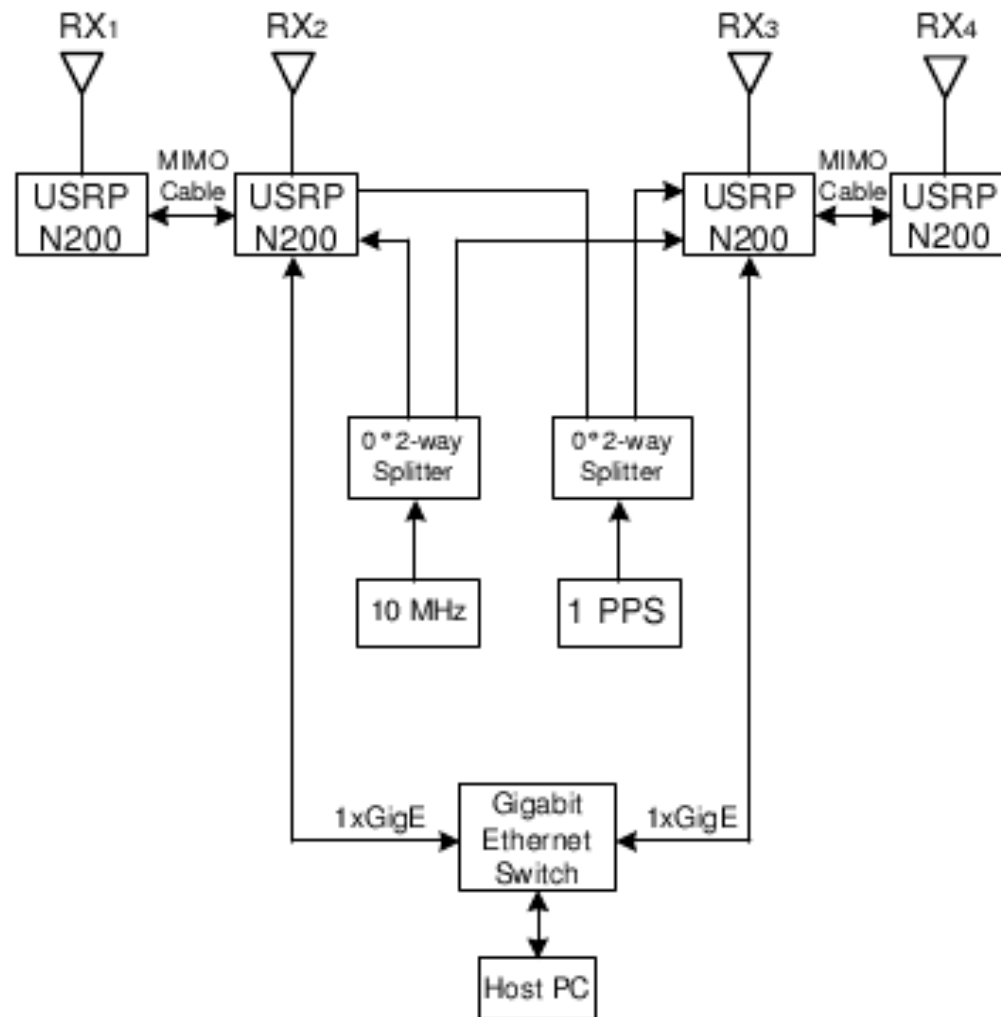 RX1
RX2
RX3
RX4
MIMO
Cable
MIMO
Cable
USRP
N200
USRP
N200
USRP
N200
USRP
N200
0°2-way
Splitter
0°2-way
Splitter
10 MHz
1 PPS
1xGigE
Gigabit
Ethernet
Switch
1xGigE
Host PC